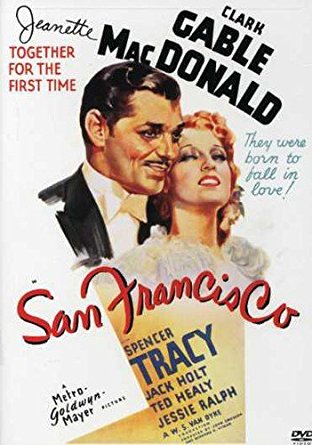 Jeanette
MacDONALD
CLARK
GABLE
TOGETHER
FOR THE
FIRST TIME
They were
born to
fall in
love!
"San Francisco
SPENCER
TRACY
JACK HOLT
TED HEALY
JESSIE RALPH
A W. S. VAN DYKE
A
Metro-
Goldwyn-
Mayer PICTURE
DVD
VIDEO